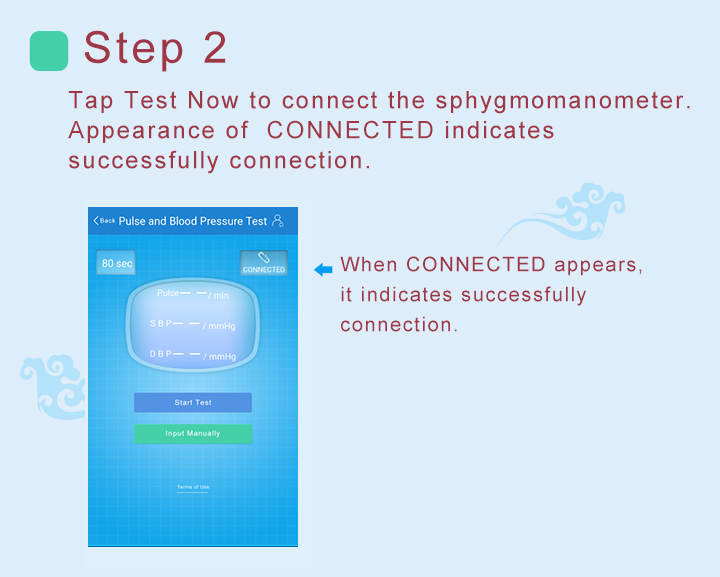 Step 2
Tap Test Now to connect the sphygmomanometer.
Appearance of CONNECTED indicates
successfully connection.
Back Pulse and Blood Pressure Test
80 sec
CONNECTED
Pulse— —/ min
SBP— —/ mmHg
DBP— —/ mmHg
Start Test
Input Manually
Terms of Use
When CONNECTED appears,
it indicates successfully
connection.